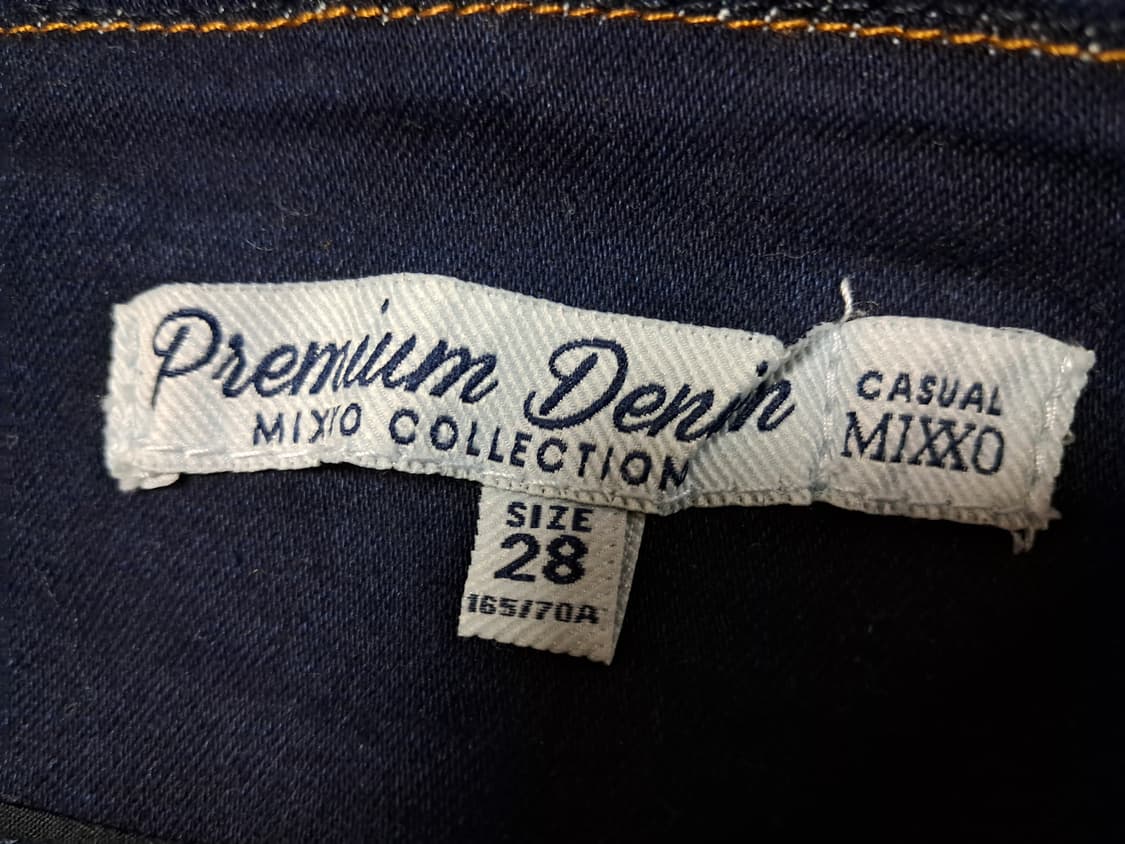 Premium Denim
MIXXO COLLECTION
CASUAL
MIXXO
SIZE
28
165/70A